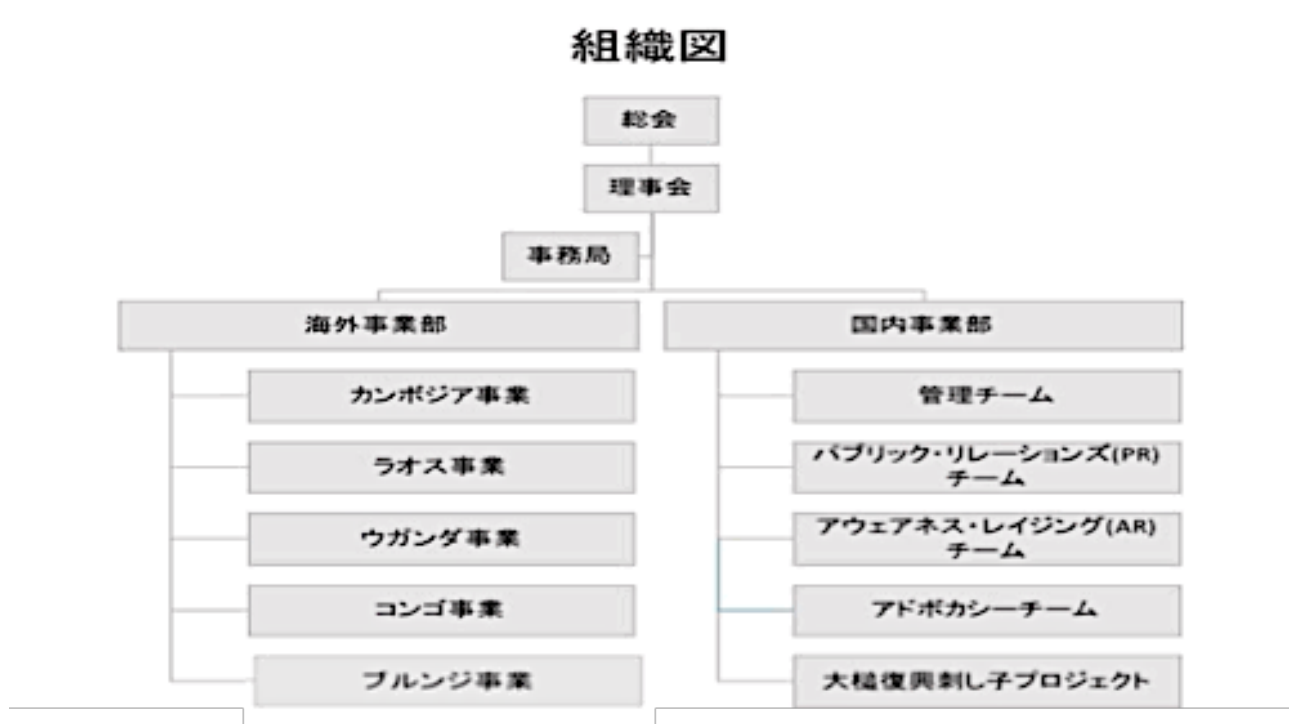 組織図
総会
理事会
事務局
海外事業部
国内事業部
カンボジア事業
管理チーム
ラオス事業
パブリック・リレーションズ(PR)
チーム
ウガンダ事業
アウェアネス・レイジング(AR)
チーム
コンゴ事業
アドボカシーチーム
ブルンジ事業
大槌復興刺し子プロジェクト